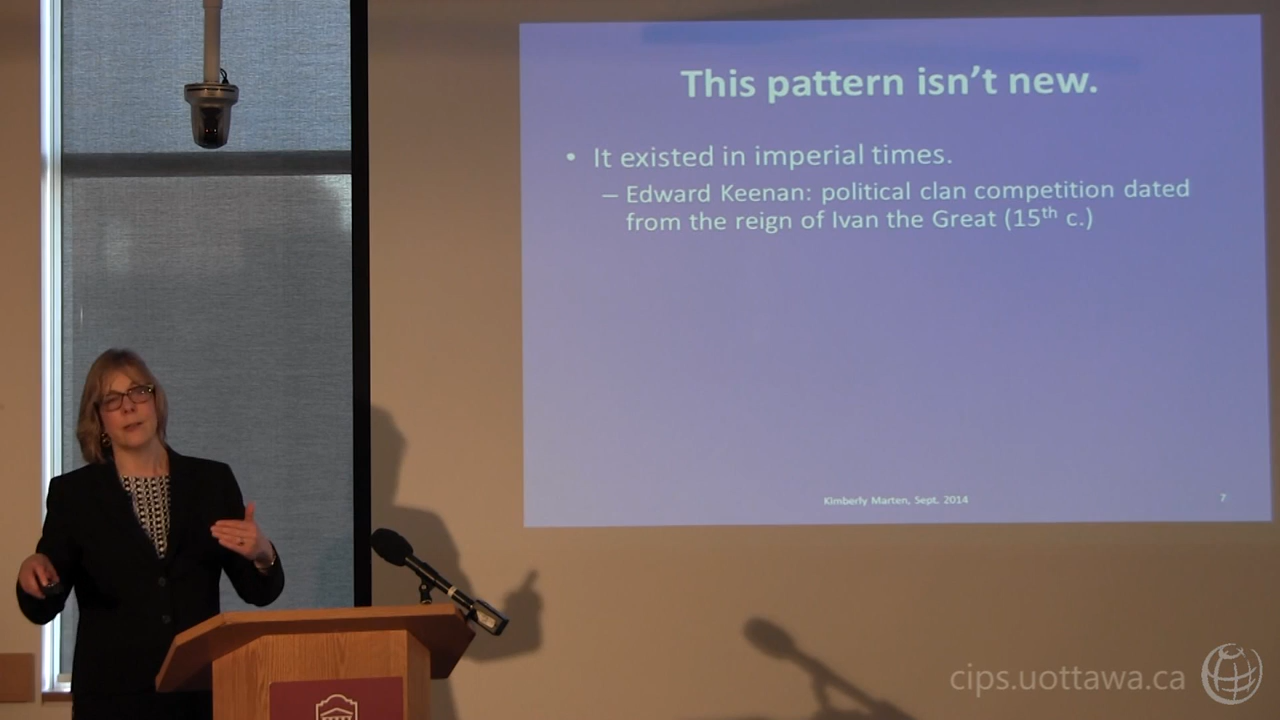 This pattern isn't new.
• It existed in imperial times.
– Edward Keenan: political clan competition dated
from the reign of Ivan the Great (15th c.)
Kimberly Marten, Sept. 2014
7
cips.uottawa.ca